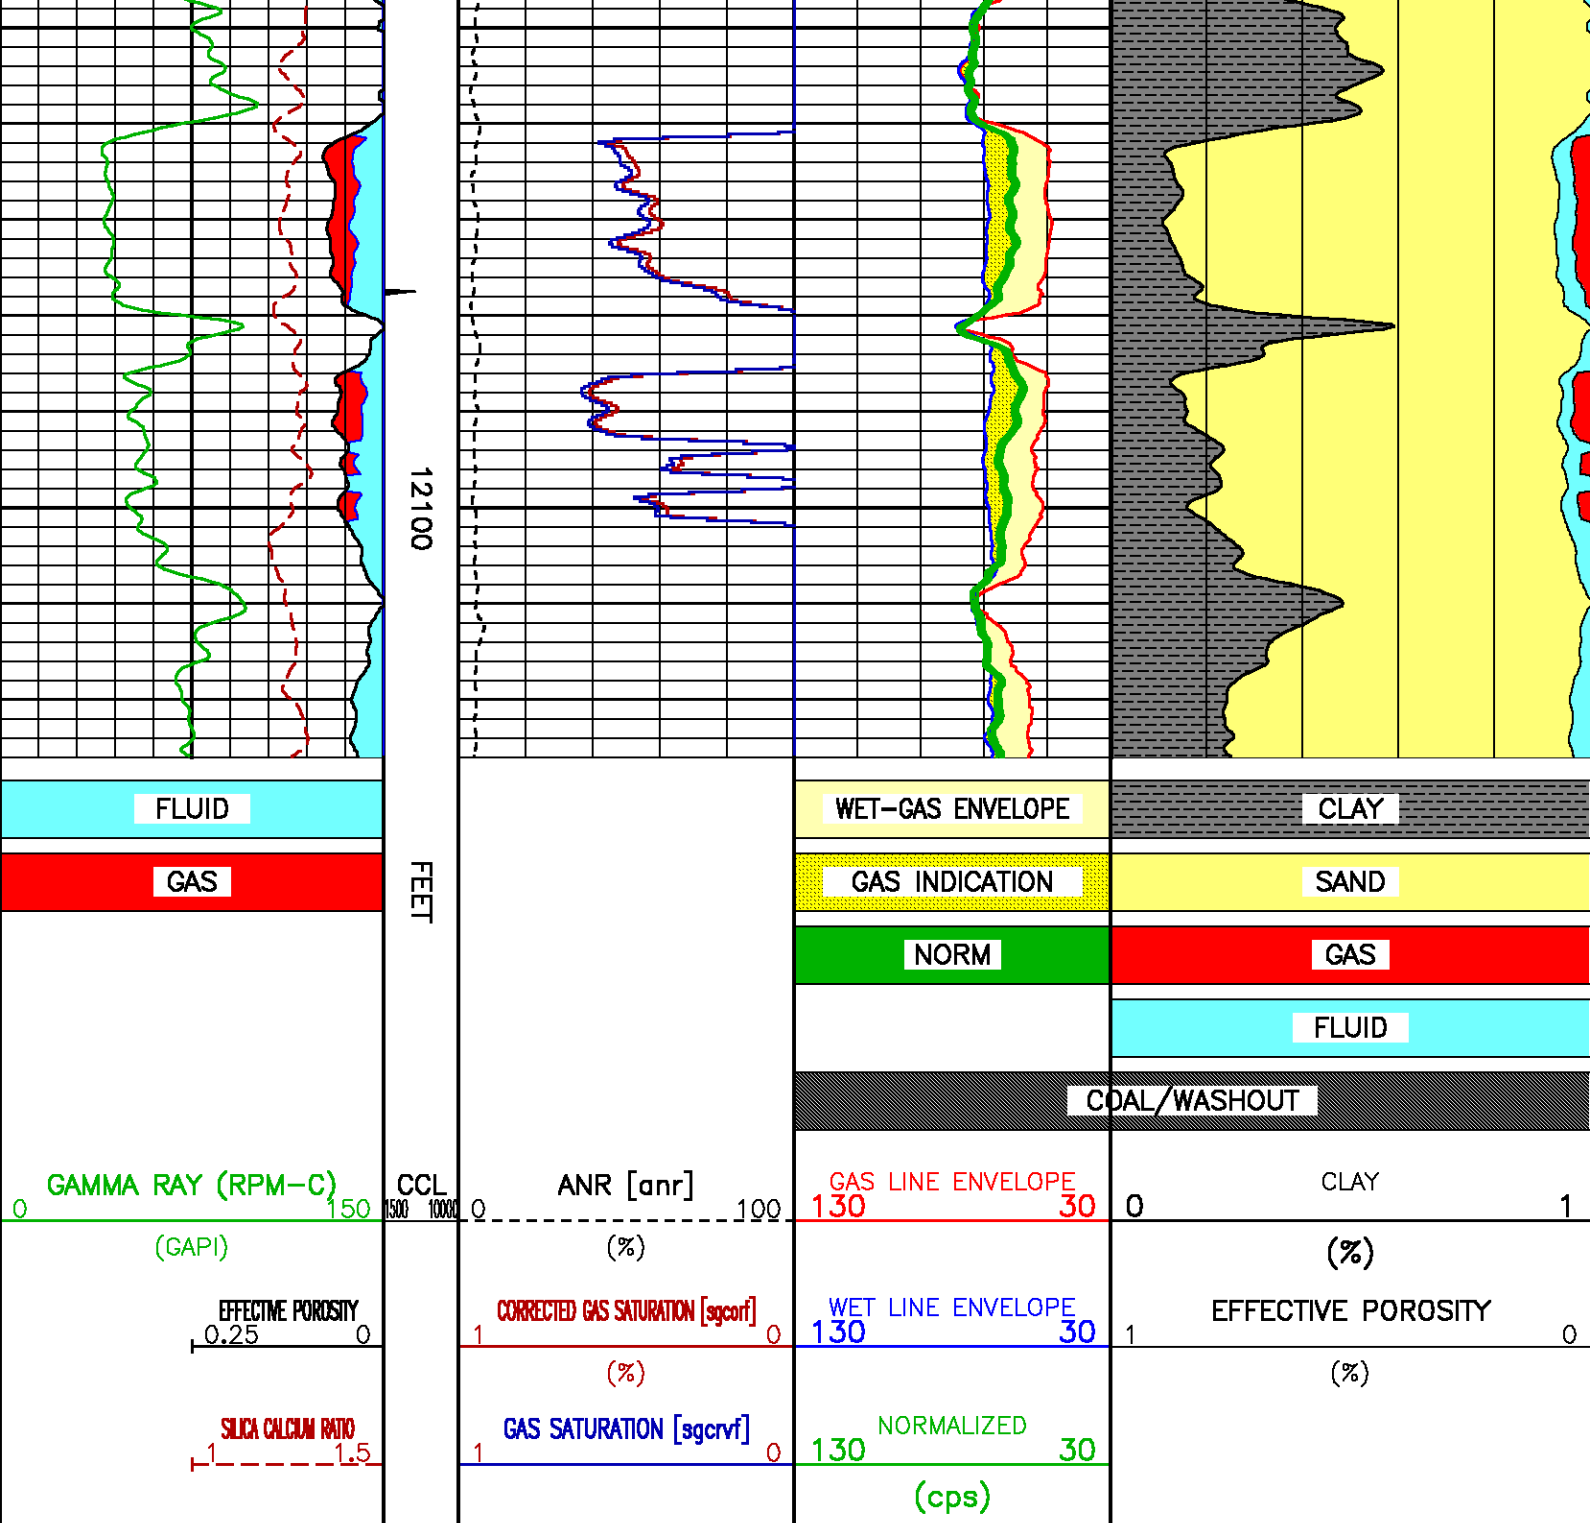 12100
FEET
FLUID
GAS
WET-GAS ENVELOPE
GAS INDICATION
NORM
CLAY
SAND
GAS
FLUID
COAL/WASHOUT
GAMMA RAY (RPM-C)
0 150
(GAPI)
EFFECTIVE POROSITY
0.25 0
SILICA CALCIUM RATIO
1 1.5
CCL
1500 10000
ANR [anr]
0 100
(%)
CORRECTED GAS SATURATION [sgcorf]
1 0
(%)
GAS SATURATION [sgcrvf]
1 0
GAS LINE ENVELOPE
130 30
WET LINE ENVELOPE
130 30
NORMALIZED
130 30
(cps)
CLAY
0 1
(%)
EFFECTIVE POROSITY
1 0
(%)